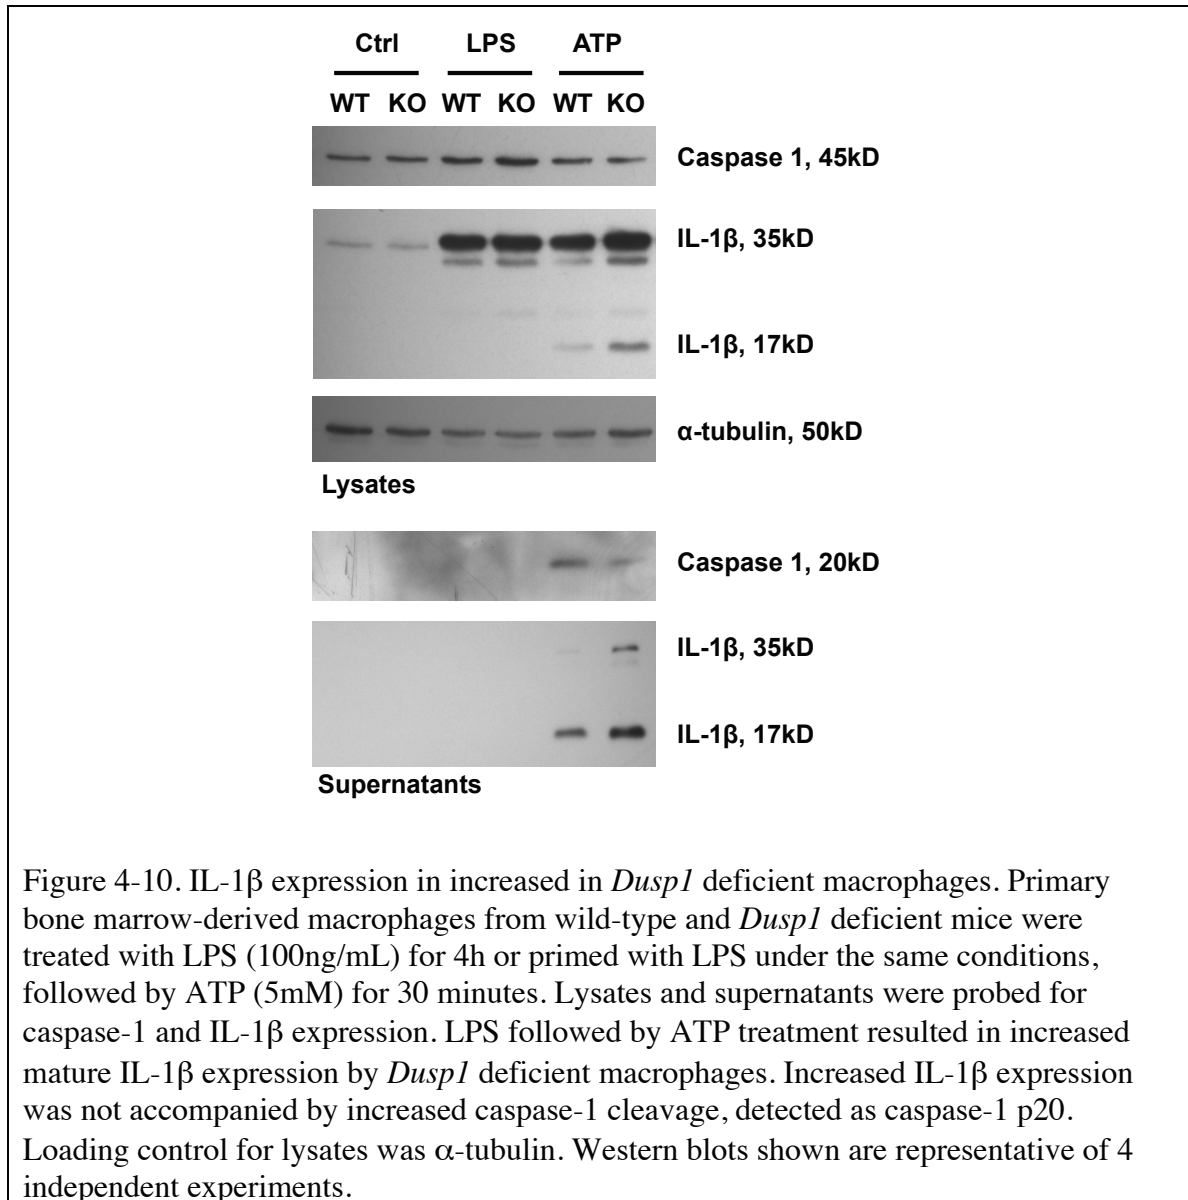 Ctrl LPS ATP
WT KO WT KO WT KO
Caspase 1, 45kD
IL-1β, 35kD
IL-1β, 17kD
α-tubulin, 50kD
Lysates
Caspase 1, 20kD
IL-1β, 35kD
IL-1β, 17kD
Supernatants
Figure 4-10. IL-1β expression in increased in Dusp1 deficient macrophages. Primary
bone marrow-derived macrophages from wild-type and Dusp1 deficient mice were
treated with LPS (100ng/mL) for 4h or primed with LPS under the same conditions,
followed by ATP (5mM) for 30 minutes. Lysates and supernatants were probed for
caspase-1 and IL-1β expression. LPS followed by ATP treatment resulted in increased
mature IL-1β expression by Dusp1 deficient macrophages. Increased IL-1β expression
was not accompanied by increased caspase-1 cleavage, detected as caspase-1 p20.
Loading control for lysates was α-tubulin. Western blots shown are representative of 4
independent experiments.